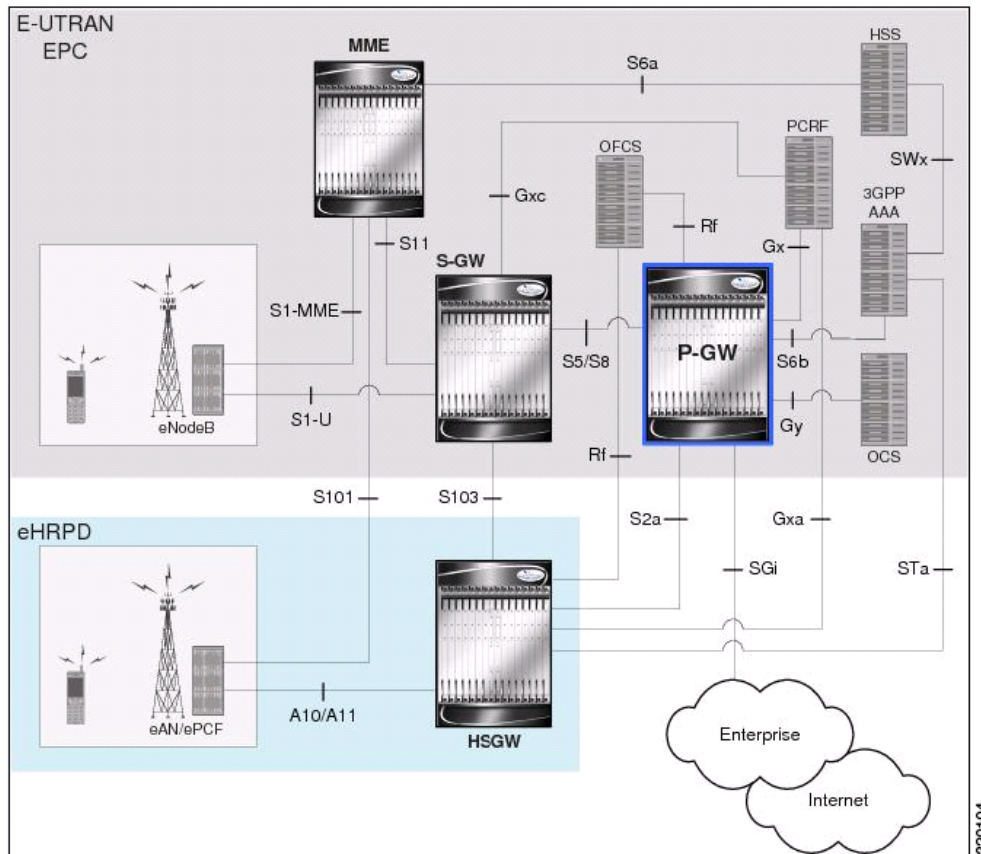 E-UTRAN
EPC
MME
HSS
S6a
PCRF
OFCS
SWx
Gxc
3GPP
AAA
Rf
S11
Gx
S-GW
S1-MME
P-GW
S5/S8
S6b
S1-U
Gy
eNodeB
Rf
OCS
S101
S103
S2a
Gxa
eHRPD
SGi
STa
A10/A11
eAN/ePCF
HSGW
Enterprise
Internet